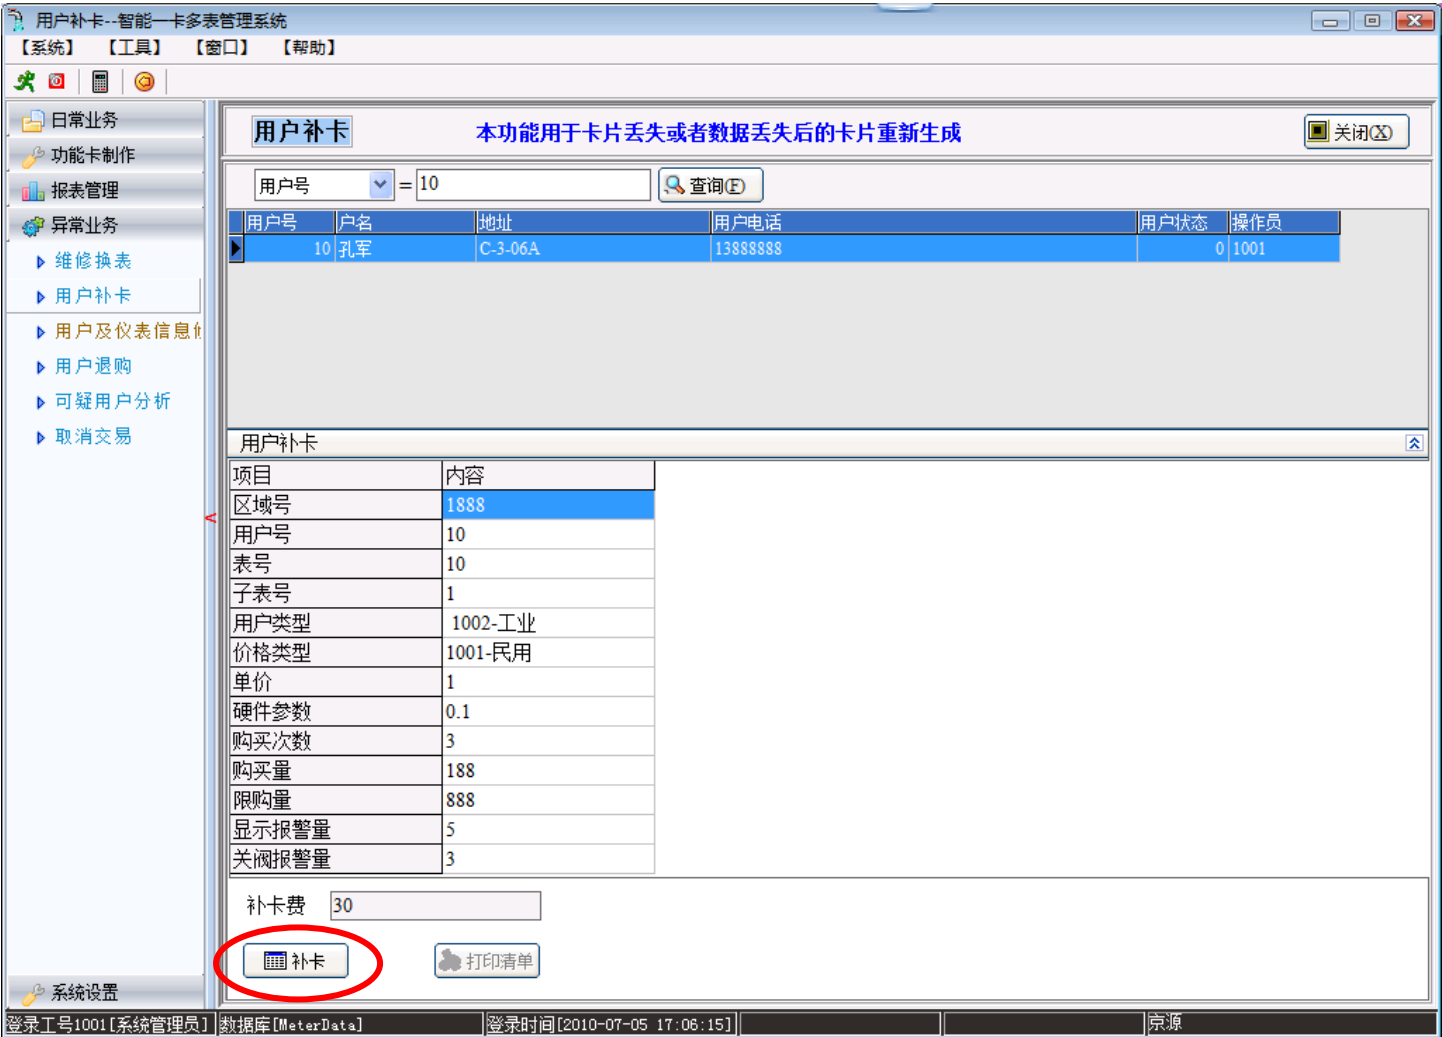 用户补卡--智能一卡多表管理系统
【系统】 【工具】 【窗口】 【帮助】
日常业务
功能卡制作
报表管理
异常业务
维修换表
用户补卡
用户及仪表信息
用户退购
可疑用户分析
取消交易
系统设置
<
用户补卡 本功能用于卡片丢失或者数据丢失后的卡片重新生成 关闭(X)
用户号 = 10 查询(F)
用户号 户名 地址 用户电话 用户状态 操作员
10 孔军 C-3-06A 13888888 0 1001
用户补卡
项目 内容
区域号 1888
用户号 10
表号 10
子表号 1
用户类型 1002-工业
价格类型 1001-民用
单价 1
硬件参数 0.1
购买次数 3
购买量 188
限购量 888
显示报警量 5
关阀报警量 3
补卡费 30
补卡 打印清单
登录工号1001[系统管理员] 数据库[MeterData] 登录时间[2010-07-05 17:06:15] 京源